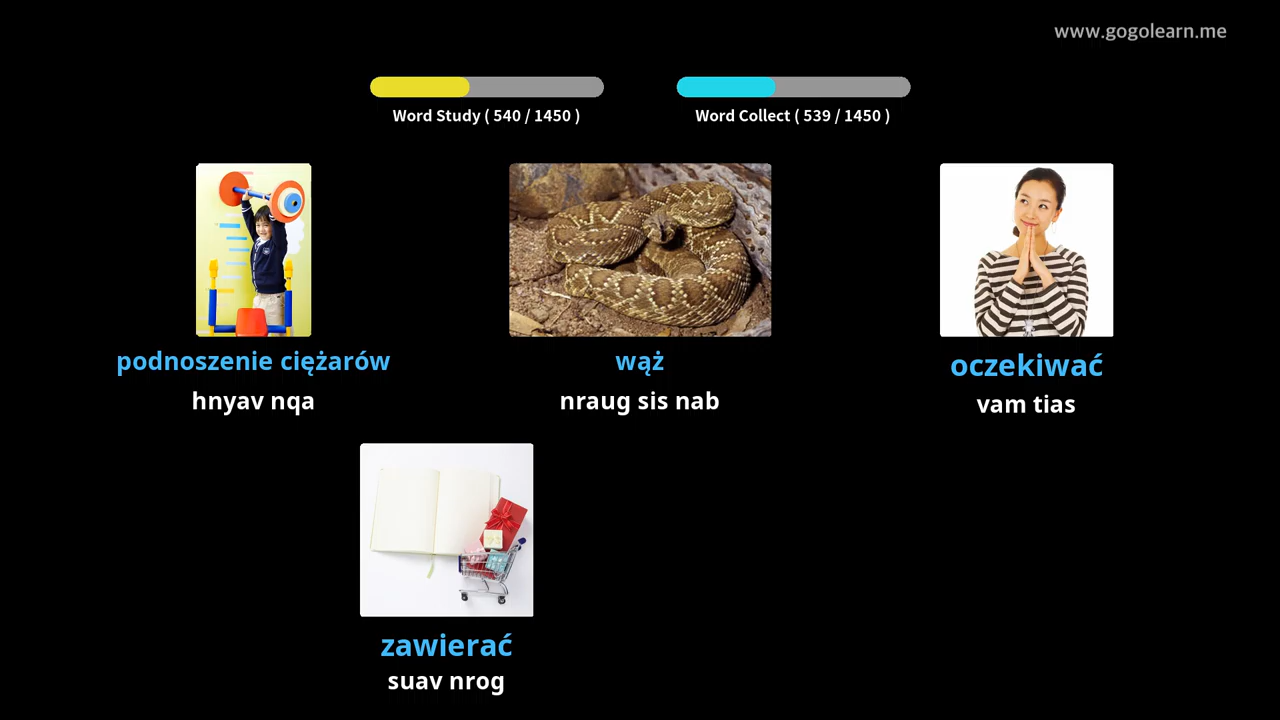 www.gogolearn.me
Word Study ( 540 / 1450 )
Word Collect ( 539 / 1450 )
podnoszenie ciężarów
hnyav nqa
wąż
nraug sis nab
oczekiwać
vam tias
zawierać
suav nrog